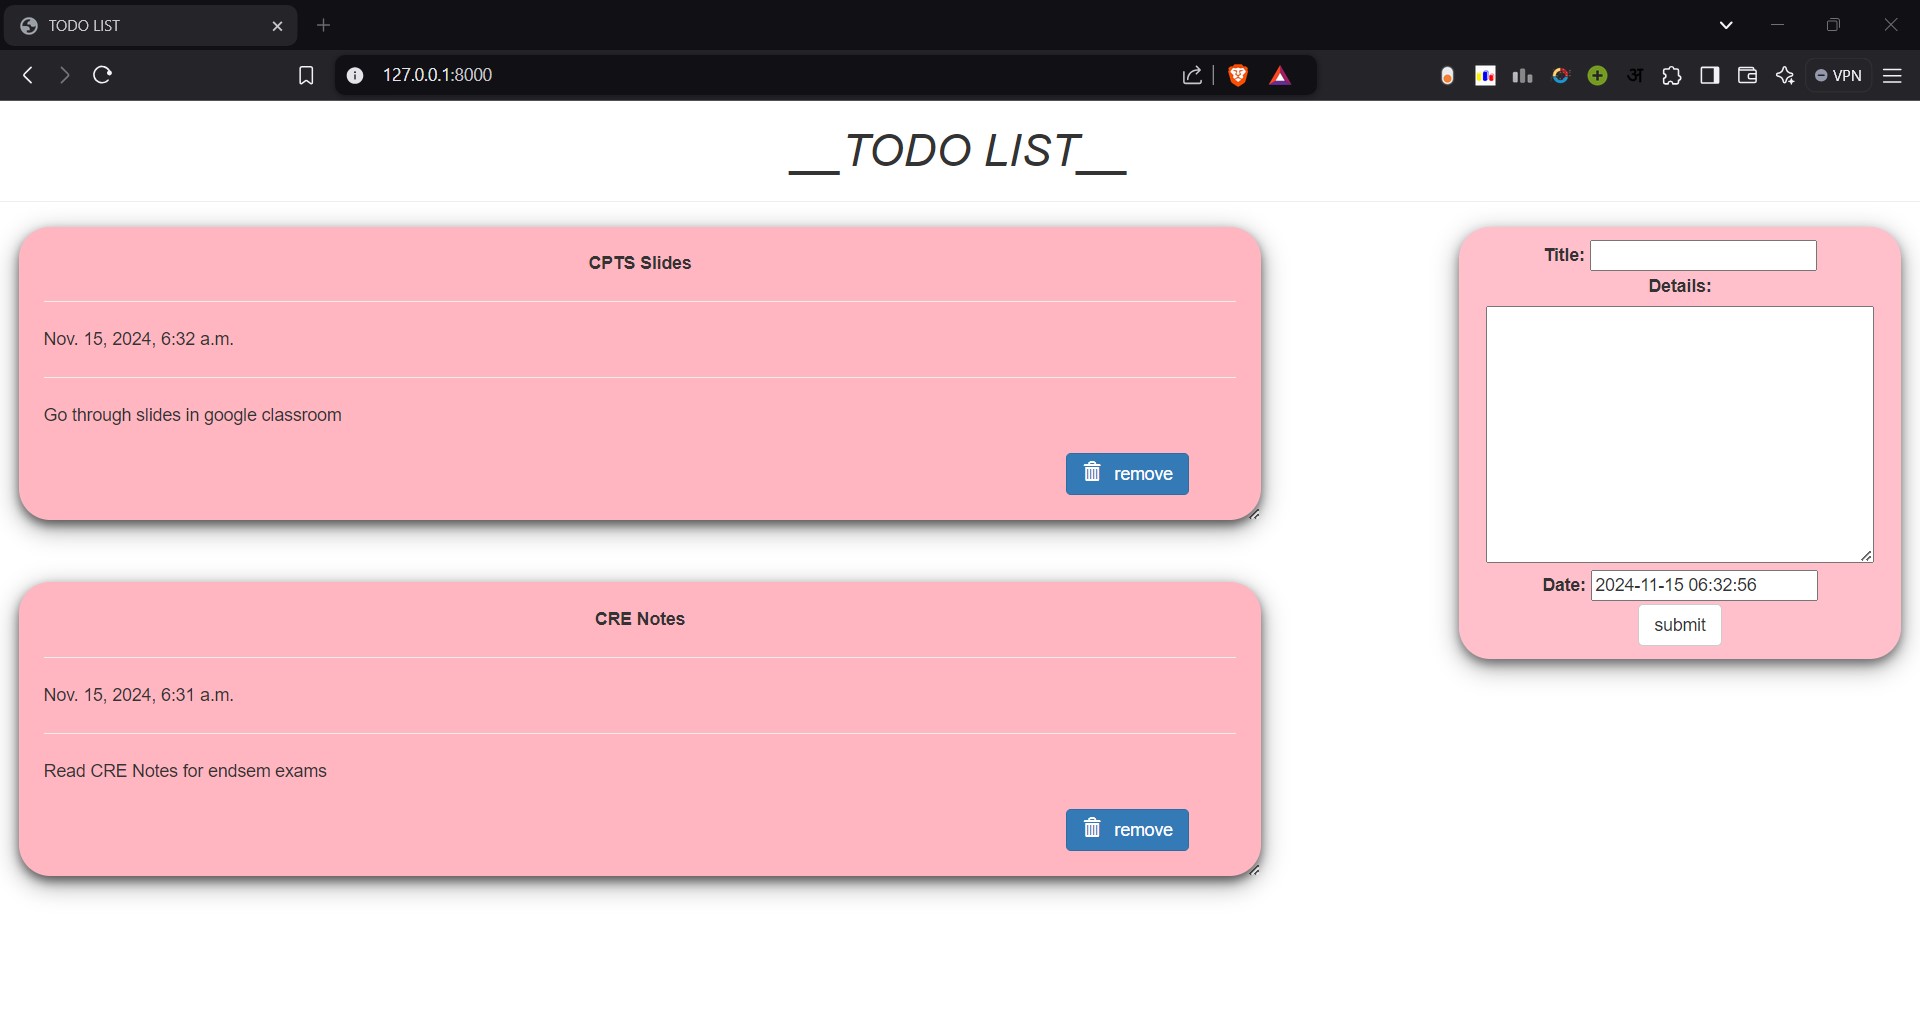 TODO LIST
127.0.0.1:8000
अ
VPN
__TODO LIST__
CPTS Slides
Nov. 15, 2024, 6:32 a.m.
Go through slides in google classroom
remove
CRE Notes
Nov. 15, 2024, 6:31 a.m.
Read CRE Notes for endsem exams
remove
Title:
Details:
Date: 2024-11-15 06:32:56
submit